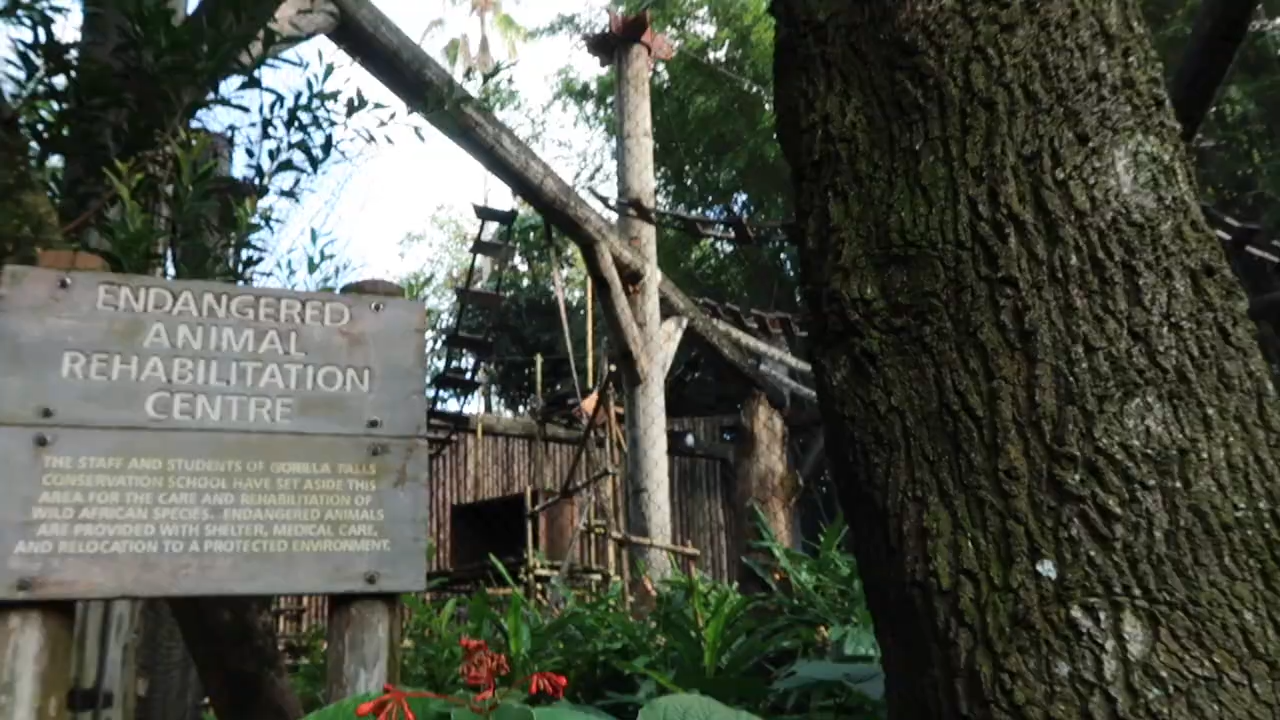 ENDANGERED
ANIMAL
REHABILITATION
CENTRE
THE STAFF AND STUDENTS OF GORILLA FALLS
CONSERVATION SCHOOL HAVE SET ASIDE THIS
AREA FOR THE CARE AND REHABILITATION OF
WILD AFRICAN SPECIES. ENDANGERED ANIMALS
ARE PROVIDED WITH SHELTER, MEDICAL CARE,
AND RELOCATION TO A PROTECTED ENVIRONMENT.